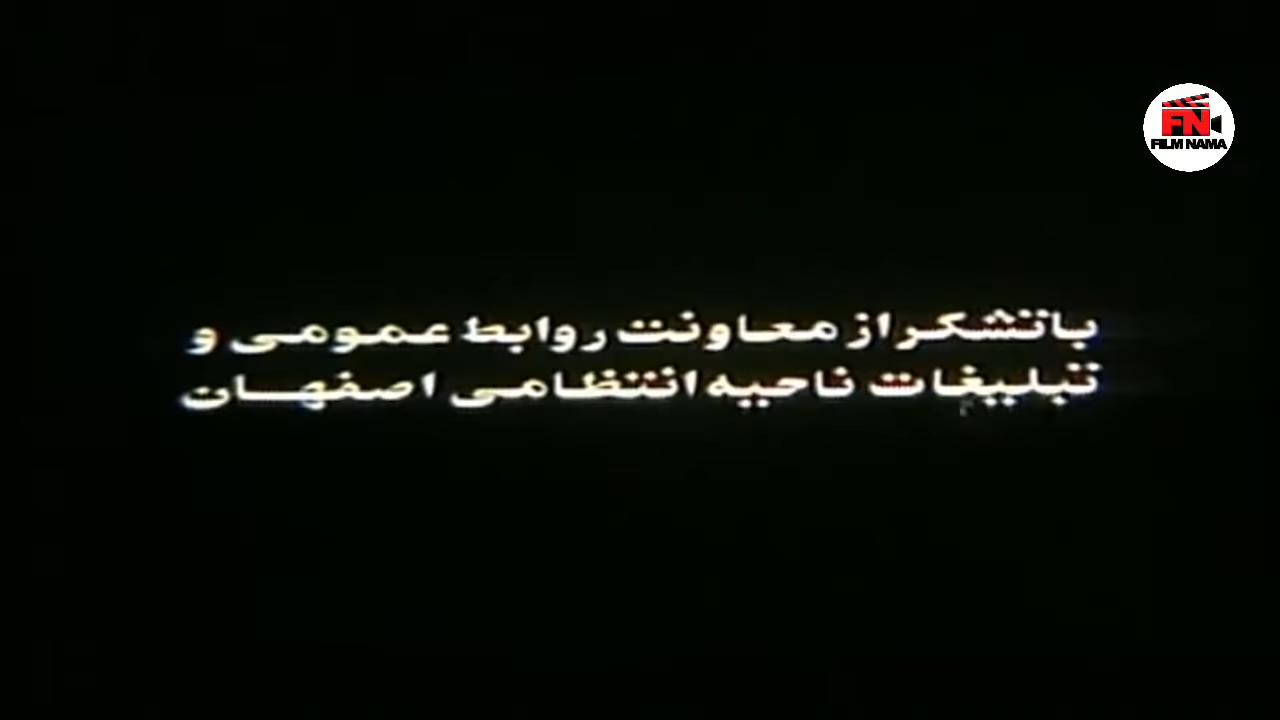 باتشکر از معاونت روابط عمومی و
تبلیغات ناحیه انتظامی اصفهان
FN
FILM NAMA